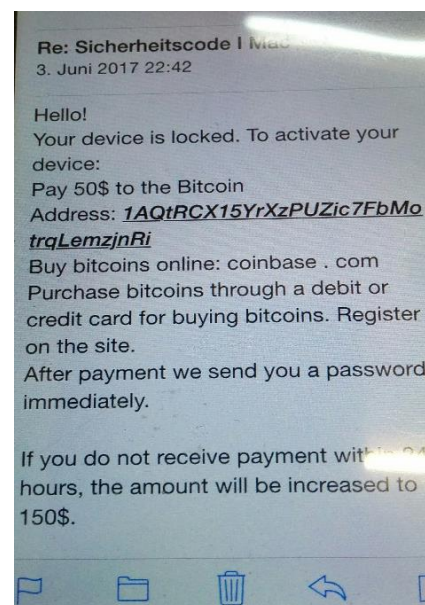 Re: Sicherheitscode I
3. Juni 2017 22:42
Hello!
Your device is locked. To activate your
device:
Pay 50$ to the Bitcoin
Address: 1AQtRCX15YrXzPUZic7FbMo
trqLemzjnRi
Buy bitcoins online: coinbase . com
Purchase bitcoins through a debit or
credit card for buying bitcoins. Register
on the site.
After payment we send you a password
immediately.
If you do not receive payment
hours, the amount will be increased to
150$.